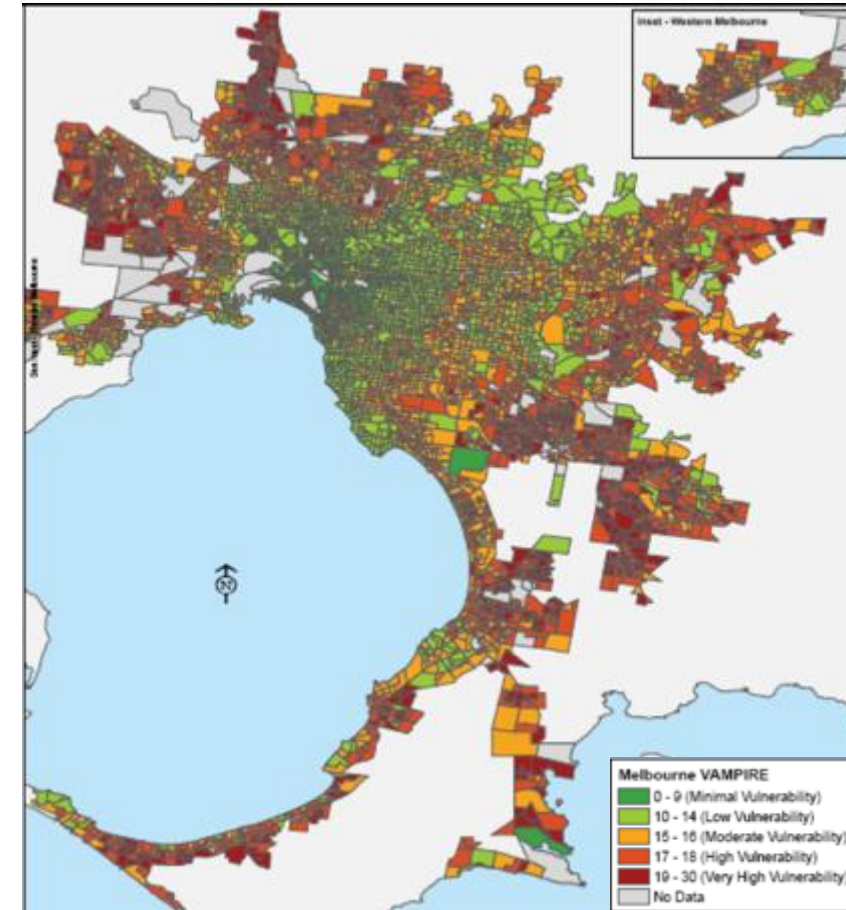 Inset - Western Melbourne
N
Melbourne VAMPIRE
0 - 9 (Minimal Vulnerability)
10 - 14 (Low Vulnerability)
15 - 16 (Moderate Vulnerability)
17 - 18 (High Vulnerability)
19 - 30 (Very High Vulnerability)
No Data